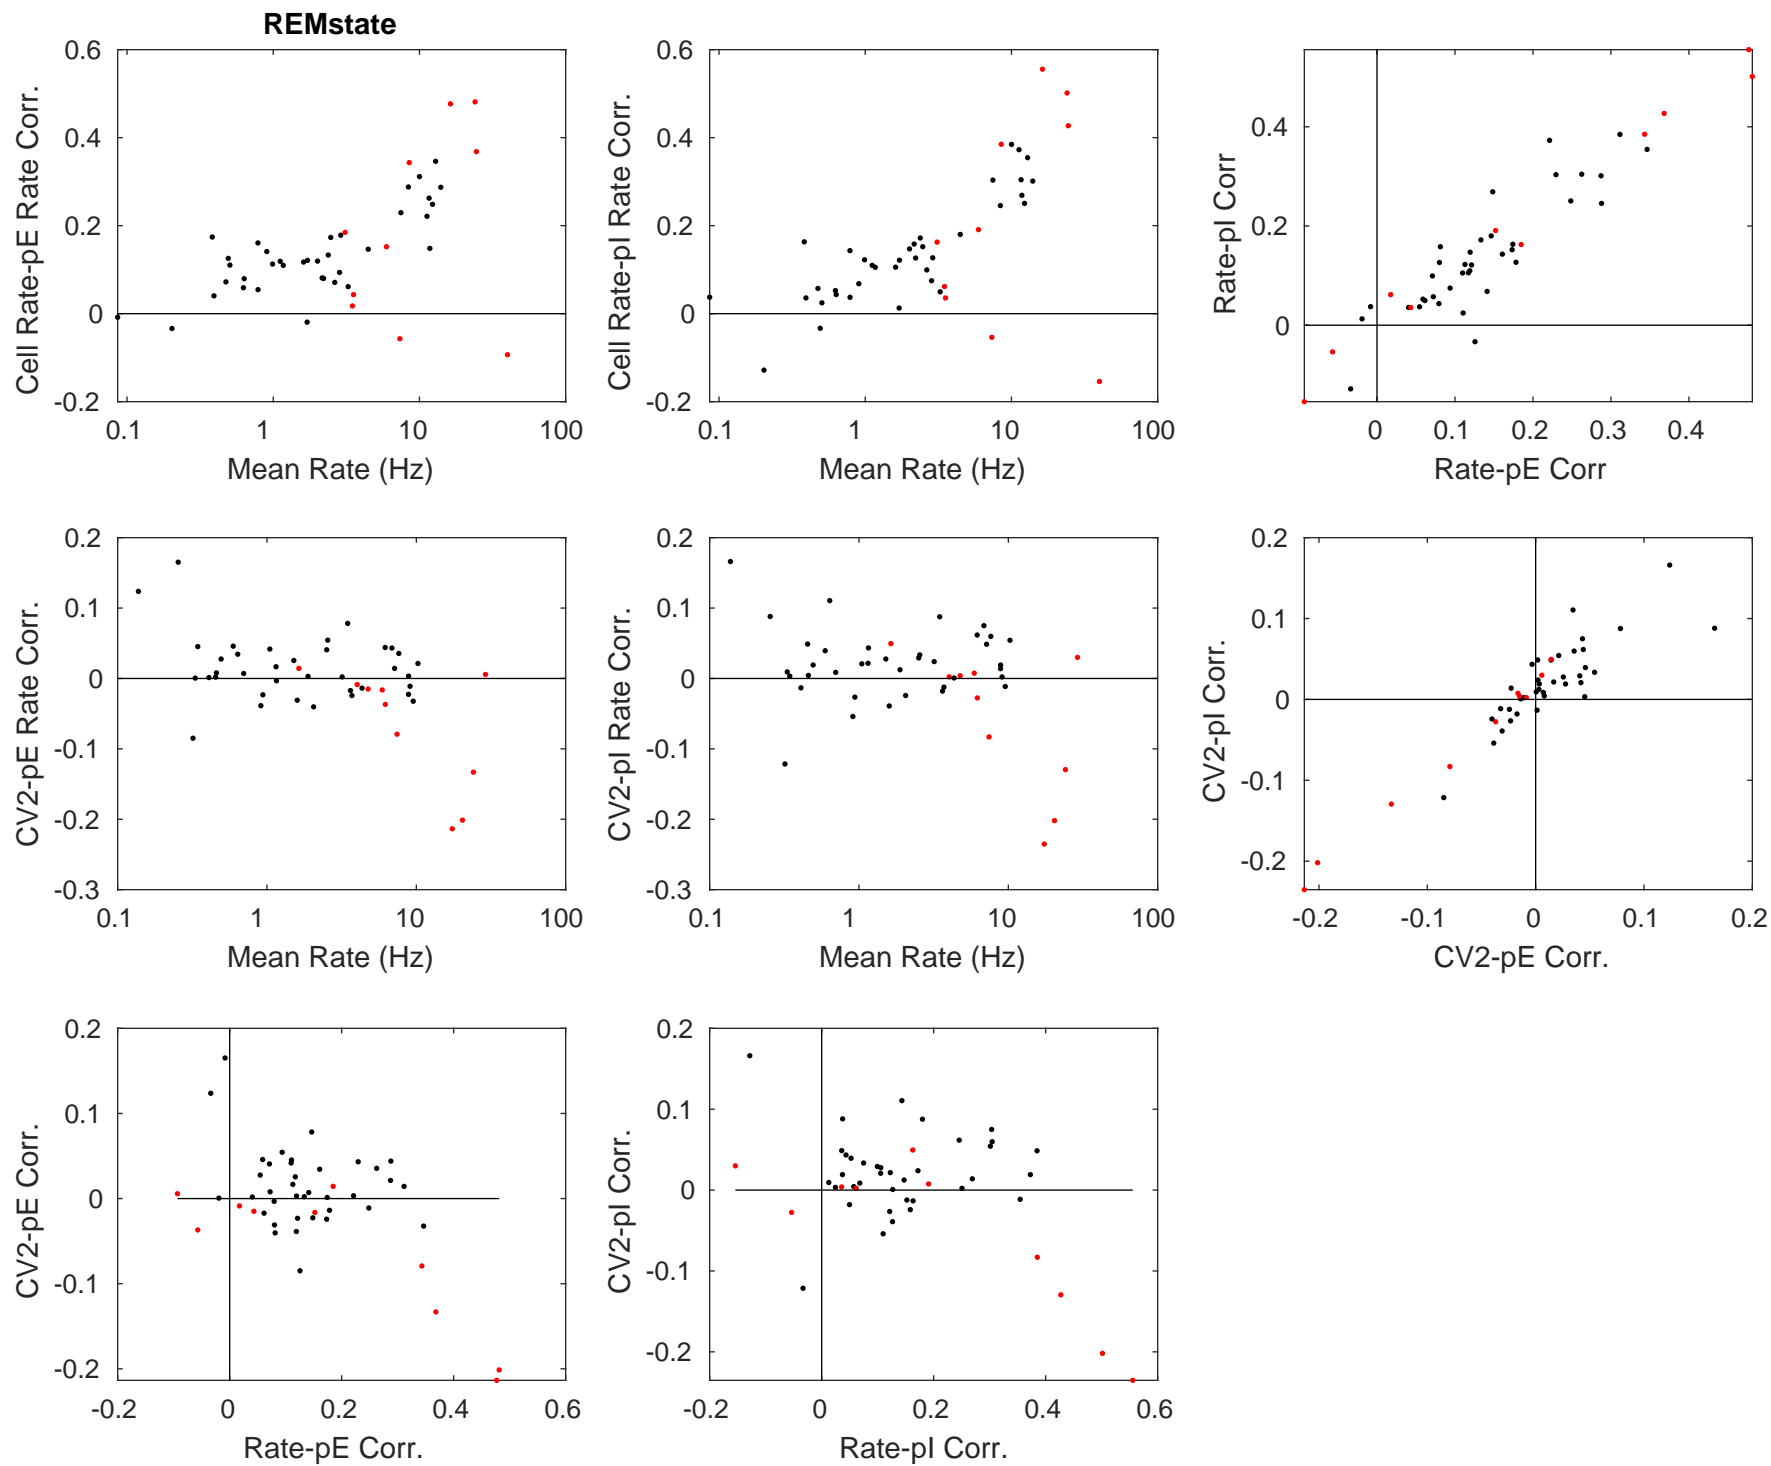 REMstate
0.6
0.4
0.2
0
-0.2
Cell Rate-pE Rate Corr.
0.1 1 10 100
Mean Rate (Hz)
0.6
0.4
0.2
0
-0.2
Cell Rate-pI Rate Corr.
0.1 1 10 100
Mean Rate (Hz)
0.4
0.2
0
Rate-pI Corr
0 0.1 0.2 0.3 0.4
Rate-pE Corr
0.2
0.1
0
-0.1
-0.2
-0.3
CV2-pE Rate Corr.
0.1 1 10 100
Mean Rate (Hz)
0.2
0.1
0
-0.1
-0.2
-0.3
CV2-pI Rate Corr.
0.1 1 10 100
Mean Rate (Hz)
0.2
0.1
0
-0.1
-0.2
CV2-pI Corr.
-0.2 -0.1 0 0.1 0.2
CV2-pE Corr.
0.2
0.1
0
-0.1
-0.2
CV2-pE Corr.
-0.2 0 0.2 0.4 0.6
Rate-pE Corr.
0.2
0.1
0
-0.1
-0.2
CV2-pI Corr.
-0.2 0 0.2 0.4 0.6
Rate-pI Corr.